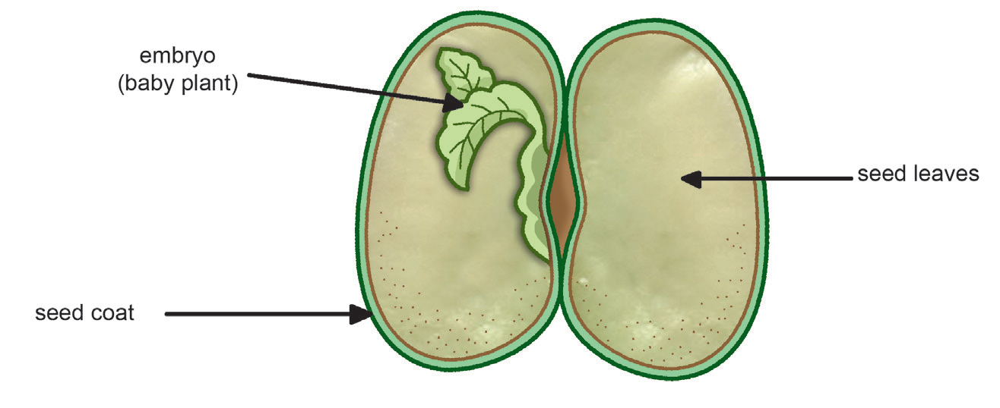 embryo
(baby plant)
seed leaves
seed coat